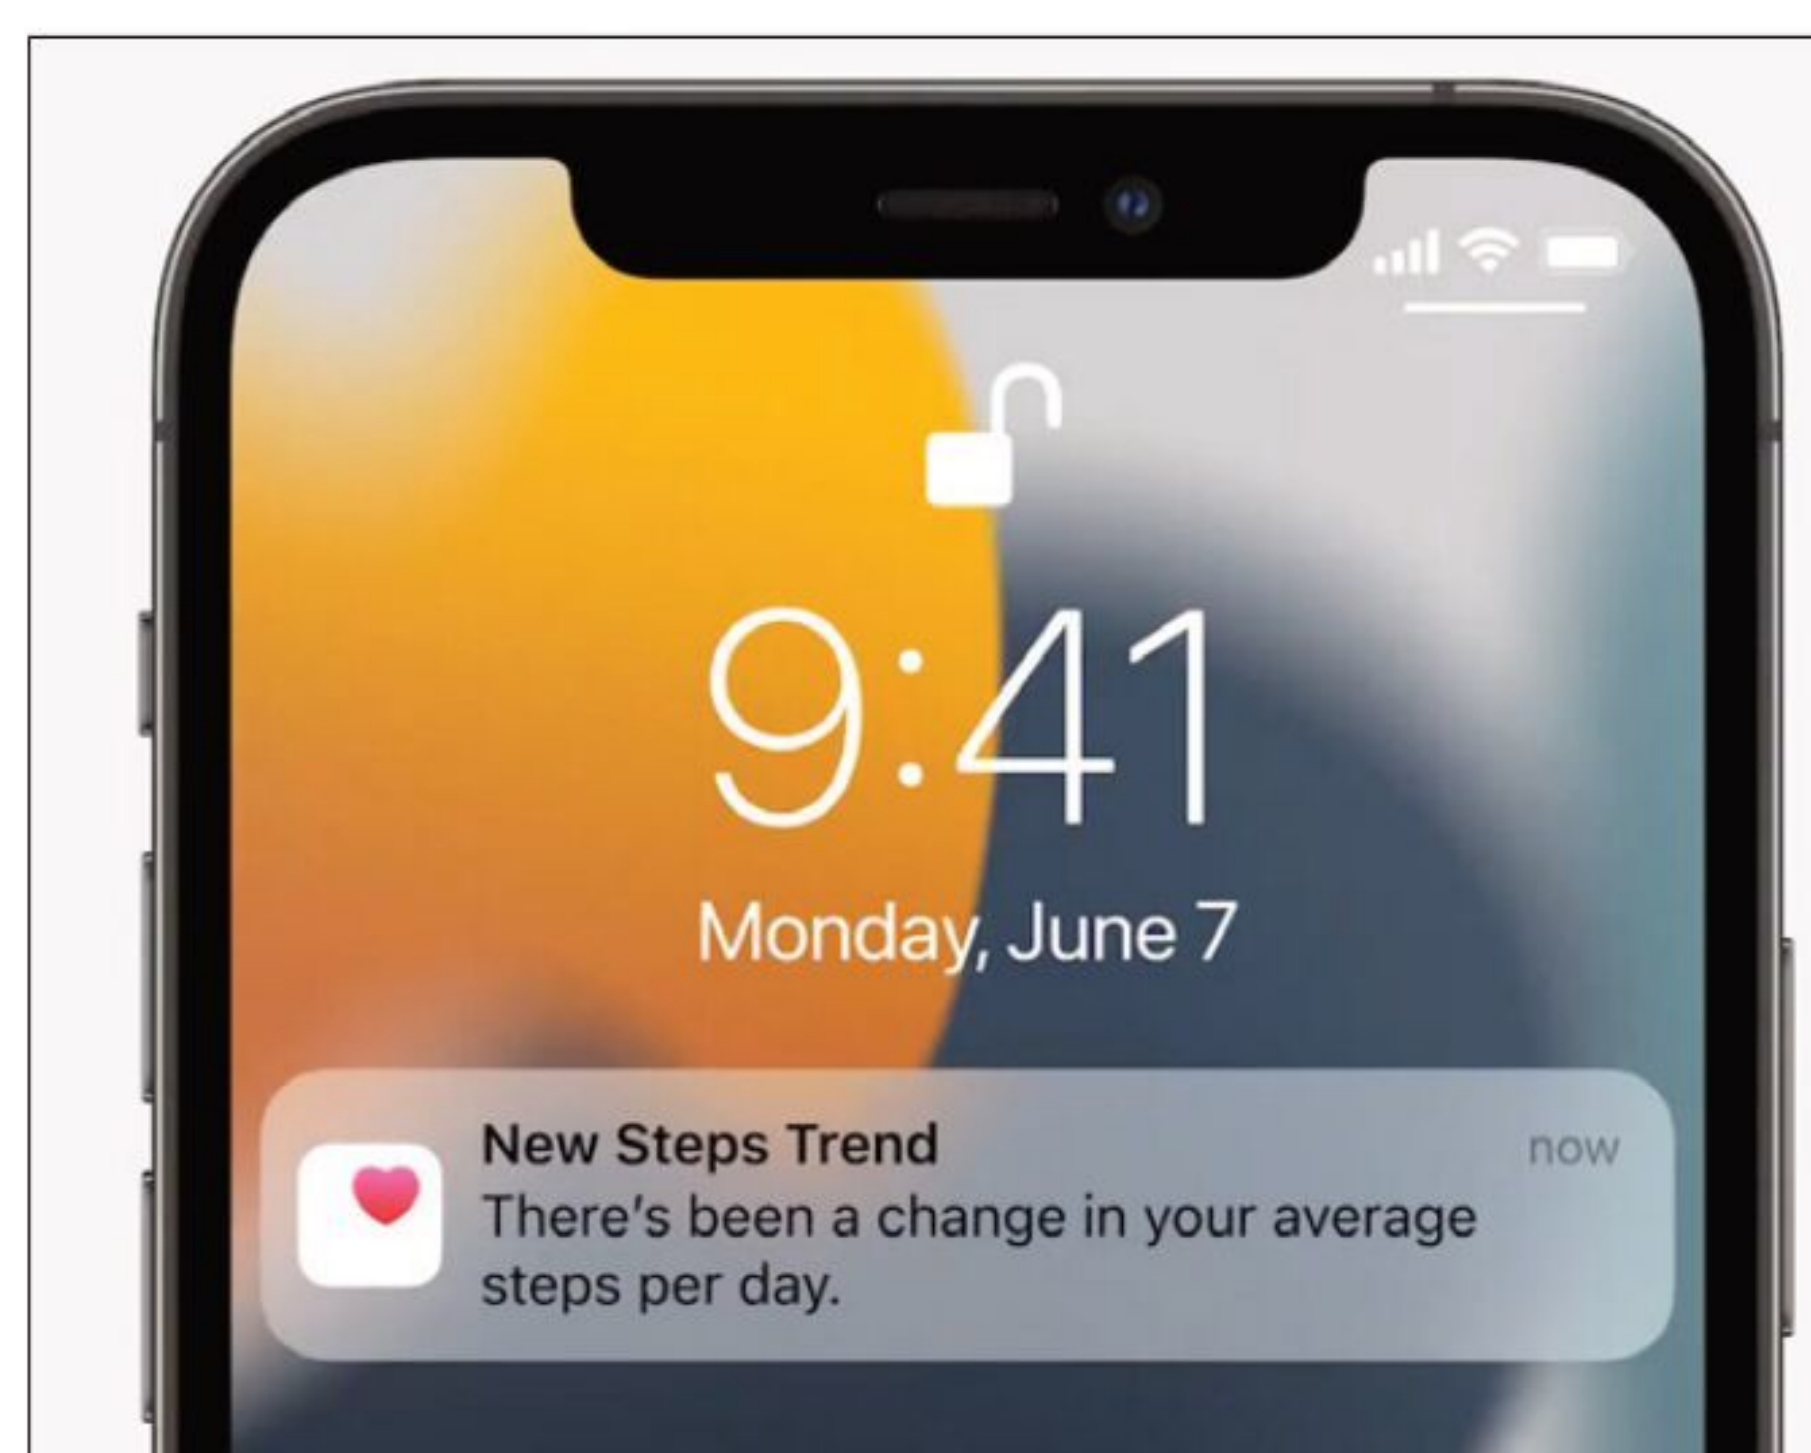 9:41
Monday, June 7
New Steps Trend
now
There's been a change in your average
steps per day.